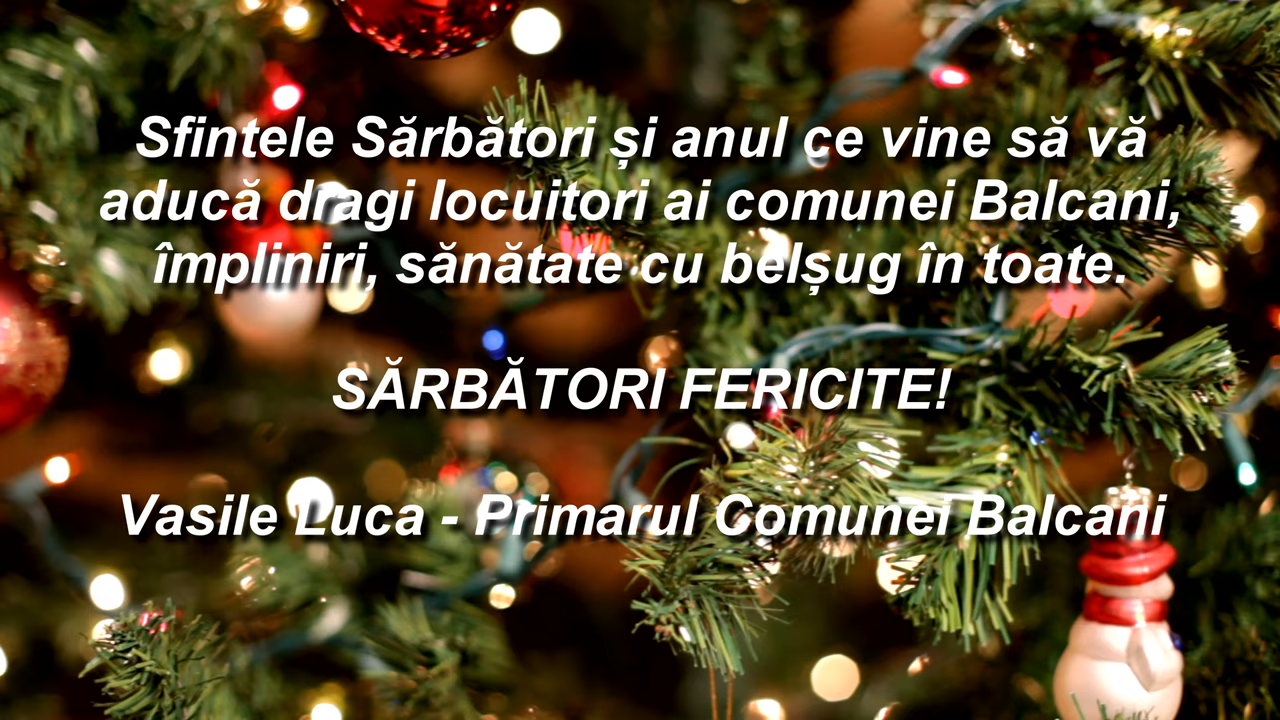 Sfintele Sărbători și anul ce vine să vă
aducă dragi locuitori ai comunei Balcani,
împliniri, sănătate cu belșug în toate.
SĂRBĂTORI FERICITE!
Vasile Luca - Primarul Comunei Balcani